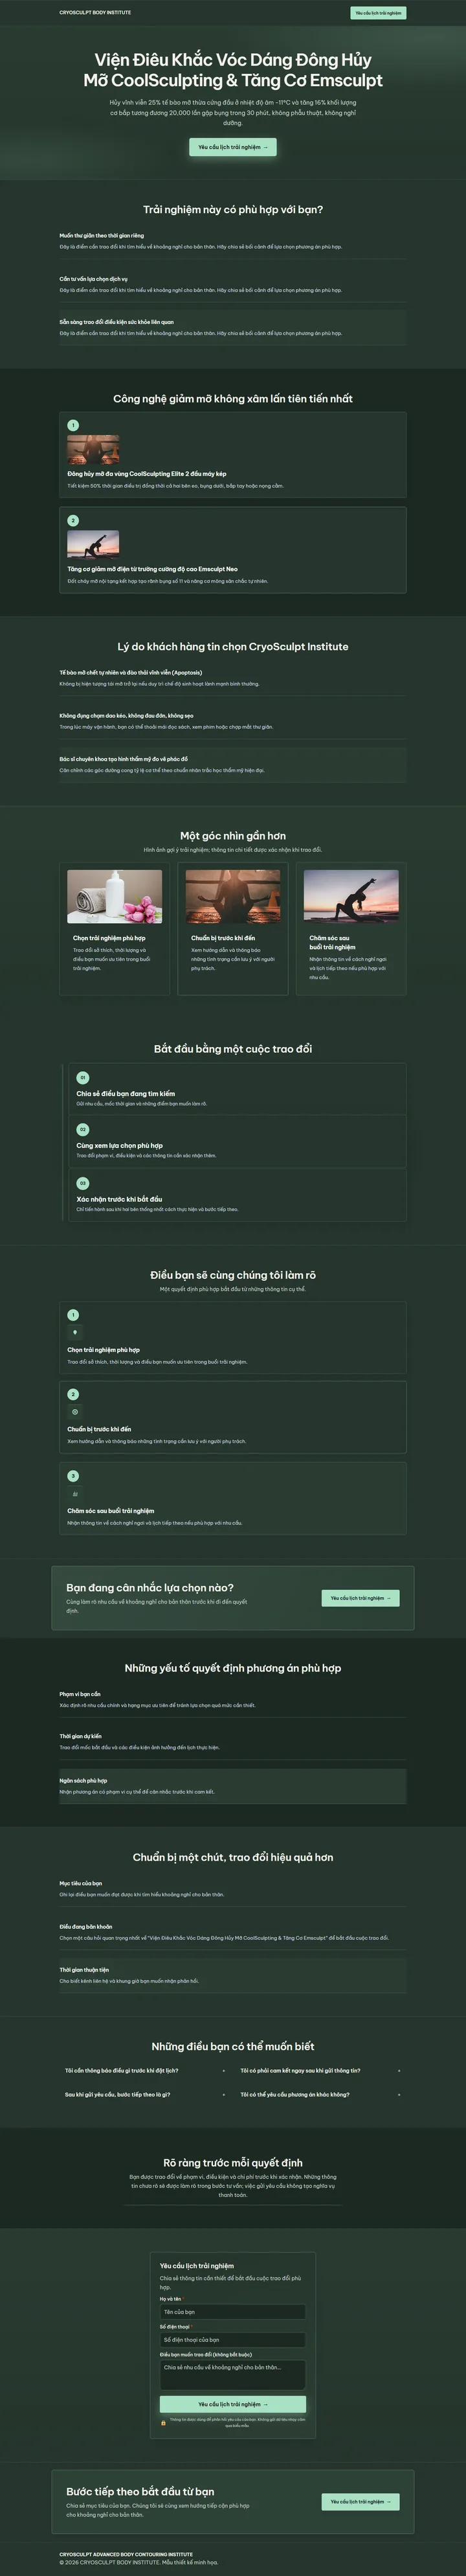 CRYOSCULPT BODY INSTITUTE
Yêu cầu lịch trải nghiệm
Viện Điêu Khắc Vóc Dáng Đông Hủy
Mỡ CoolSculpting & Tăng Cơ Emsculpt
Hủy vĩnh viễn 25% tế bào mỡ thừa cứng đầu ở nhiệt độ âm -11°C và tăng 16% khối lượng
cơ bắp tương đương 20,000 lần gập bụng trong 30 phút, không phẫu thuật, không nghỉ
dưỡng.
Yêu cầu lịch trải nghiệm →
Trải nghiệm này có phù hợp với bạn?
Muốn thư giãn theo thời gian riêng
Đây là điểm cần trao đổi khi tìm hiểu về khoảng nghỉ cho bản thân. Hãy chia sẻ bối cảnh để lựa chọn phương án phù hợp.
Cần tư vấn lựa chọn dịch vụ
Đây là điểm cần trao đổi khi tìm hiểu về khoảng nghỉ cho bản thân. Hãy chia sẻ bối cảnh để lựa chọn phương án phù hợp.
Sẵn sàng trao đổi điều kiện sức khỏe liên quan
Đây là điểm cần trao đổi khi tìm hiểu về khoảng nghỉ cho bản thân. Hãy chia sẻ bối cảnh để lựa chọn phương án phù hợp.
Công nghệ giảm mỡ không xâm lấn tiên tiến nhất
1
Đông hủy mỡ đa vùng CoolSculpting Elite 2 đầu máy kép
Tiết kiệm 50% thời gian điều trị đồng thời cả hai bên eo, bụng dưới, bắp tay hoặc nọng cằm.
2
Tăng cơ giảm mỡ điện từ trường cường độ cao Emsculpt Neo
Đốt cháy mỡ nội tạng kết hợp tạo rãnh bụng số 11 và nâng cơ mông săn chắc tự nhiên.
Lý do khách hàng tin chọn CryoSculpt Institute
Tế bào mỡ chết tự nhiên và đào thải vĩnh viễn (Apoptosis)
Không bị hiện tượng tái mỡ trở lại nếu duy trì chế độ sinh hoạt lành mạnh bình thường.
Không đụng chạm dao kéo, không đau đớn, không sẹo
Trong lúc máy vận hành, bạn có thể thoải mái đọc sách, xem phim hoặc chợp mắt thư giãn.
Bác sĩ chuyên khoa tạo hình thẩm mỹ đo vẽ phác đồ
Căn chỉnh các góc đường cong tỷ lệ cơ thể theo chuẩn nhân trắc học thẩm mỹ hiện đại.
Một góc nhìn gần hơn
Hình ảnh gợi ý trải nghiệm; thông tin chi tiết được xác nhận khi trao đổi.
Chọn trải nghiệm phù hợp
Trao đổi sở thích, thời lượng và
điều bạn muốn ưu tiên trong buổi
trải nghiệm.
Chuẩn bị trước khi đến
Xem hướng dẫn và thông báo
những tình trạng cần lưu ý với người
phụ trách.
Chăm sóc sau
buổi trải nghiệm
Nhận thông tin về cách nghỉ ngơi
và lịch tiếp theo nếu phù hợp với
nhu cầu.
Bắt đầu bằng một cuộc trao đổi
01
Chia sẻ điều bạn đang tìm kiếm
Gửi nhu cầu, mốc thời gian và những điểm bạn muốn làm rõ.
02
Cùng xem lựa chọn phù hợp
Trao đổi phạm vi, điều kiện và các thông tin cần xác nhận thêm.
03
Xác nhận trước khi bắt đầu
Chỉ tiến hành sau khi hai bên thống nhất cách thực hiện và bước tiếp theo.
Điều bạn sẽ cùng chúng tôi làm rõ
Một quyết định phù hợp bắt đầu từ những thông tin cụ thể.
1
Chọn trải nghiệm phù hợp
Trao đổi sở thích, thời lượng và điều bạn muốn ưu tiên trong buổi trải nghiệm.
2
Chuẩn bị trước khi đến
Xem hướng dẫn và thông báo những tình trạng cần lưu ý với người phụ trách.
3
Chăm sóc sau buổi trải nghiệm
Nhận thông tin về cách nghỉ ngơi và lịch tiếp theo nếu phù hợp với nhu cầu.
Bạn đang cân nhắc lựa chọn nào?
Cùng làm rõ nhu cầu về khoảng nghỉ cho bản thân trước khi đi đến quyết
định.
Yêu cầu lịch trải nghiệm →
Những yếu tố quyết định phương án phù hợp
Phạm vi bạn cần
Xác định rõ nhu cầu chính và hạng mục ưu tiên để tránh lựa chọn quá mức cần thiết.
Thời gian dự kiến
Trao đổi mốc bắt đầu và các điều kiện ảnh hưởng đến lịch thực hiện.
Ngân sách phù hợp
Nhận phương án có phạm vi cụ thể để cân nhắc trước khi cam kết.
Chuẩn bị một chút, trao đổi hiệu quả hơn
Mục tiêu của bạn
Ghi lại điều bạn muốn đạt được khi tìm hiểu khoảng nghỉ cho bản thân.
Điều đang băn khoăn
Chọn một câu hỏi quan trọng nhất về "Viện Điêu Khắc Vóc Dáng Đông Hủy Mỡ CoolSculpting & Tăng Cơ Emsculpt" để bắt đầu cuộc trao đổi.
Thời gian thuận tiện
Cho biết kênh liên hệ và khung giờ bạn muốn nhận phản hồi.
Những điều bạn có thể muốn biết
Tôi cần thông báo điều gì trước khi đặt lịch? +
Tôi có phải cam kết ngay sau khi gửi thông tin? +
Sau khi gửi yêu cầu, bước tiếp theo là gì? +
Tôi có thể yêu cầu phương án khác không? +
Rõ ràng trước mỗi quyết định
Bạn được trao đổi về phạm vi, điều kiện và chi phí trước khi xác nhận. Những thông
tin chưa rõ sẽ được làm rõ trong bước tư vấn; việc gửi yêu cầu không tạo nghĩa vụ
thanh toán.
Yêu cầu lịch trải nghiệm
Chia sẻ thông tin cần thiết để bắt đầu cuộc trao đổi phù
hợp.
Họ và tên *
Tên của bạn
Số điện thoại *
Số điện thoại của bạn
Điều bạn muốn trao đổi (không bắt buộc)
Chia sẻ nhu cầu về khoảng nghỉ cho bản thân...
Yêu cầu lịch trải nghiệm →
Thông tin được dùng để phản hồi yêu cầu của bạn. Không gửi dữ liệu nhạy cảm
qua biểu mẫu.
Bước tiếp theo bắt đầu từ bạn
Chia sẻ mục tiêu của bạn. Chúng tôi sẽ cùng xem hướng tiếp cận phù hợp
cho khoảng nghỉ cho bản thân.
Yêu cầu lịch trải nghiệm →
CRYOSCULPT ADVANCED BODY CONTOURING INSTITUTE
© 2026 CRYOSCULPT BODY INSTITUTE. Mẫu thiết kế minh họa.